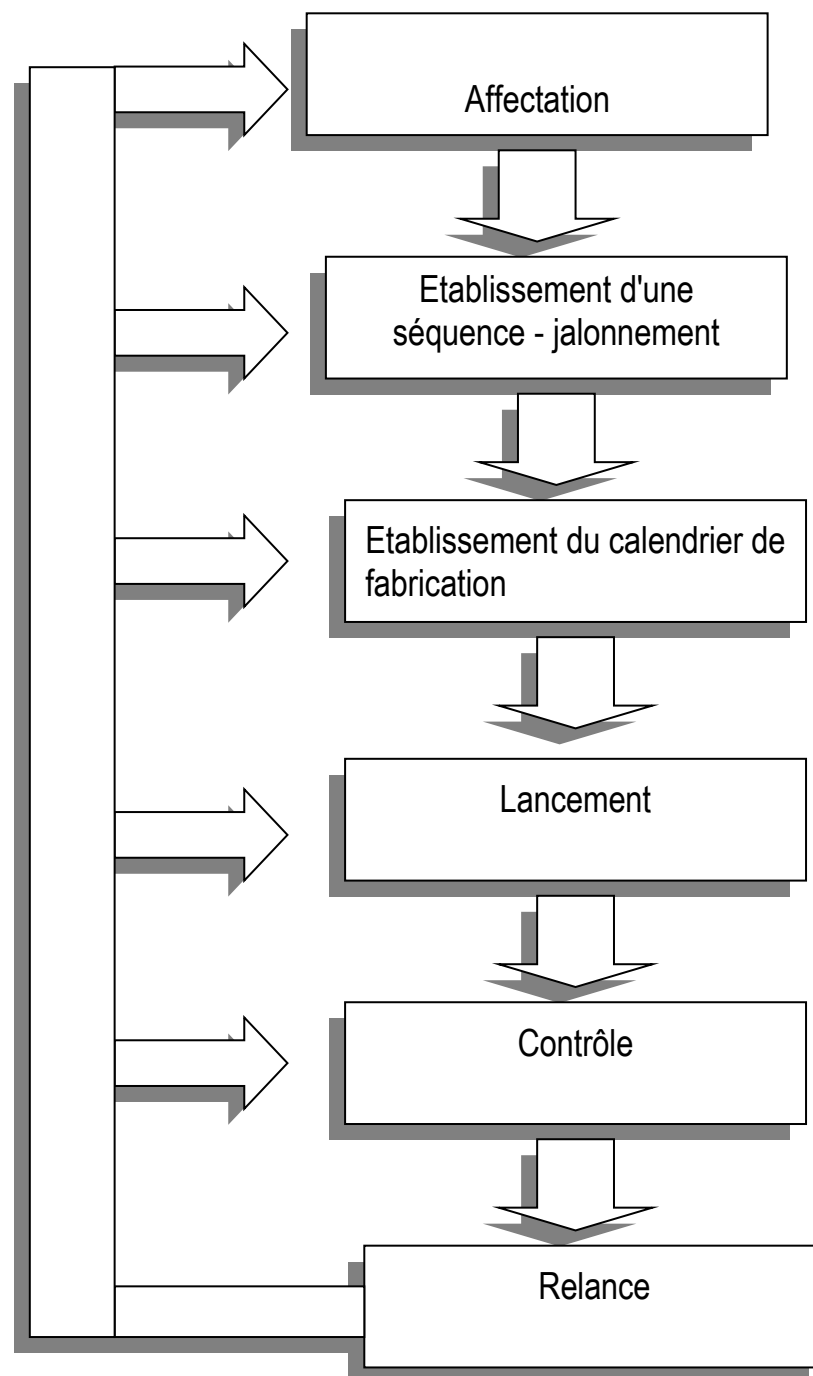 Affectation
Etablissement d'une
séquence - jalonnement
Etablissement du calendrier de
fabrication
Lancement
Contrôle
Relance